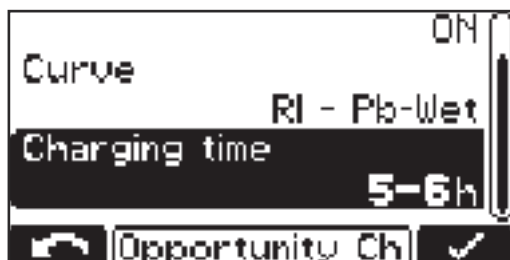 ON
Curve
RI - Pb-Wet
Charging time
5-6h
Opportunity Ch